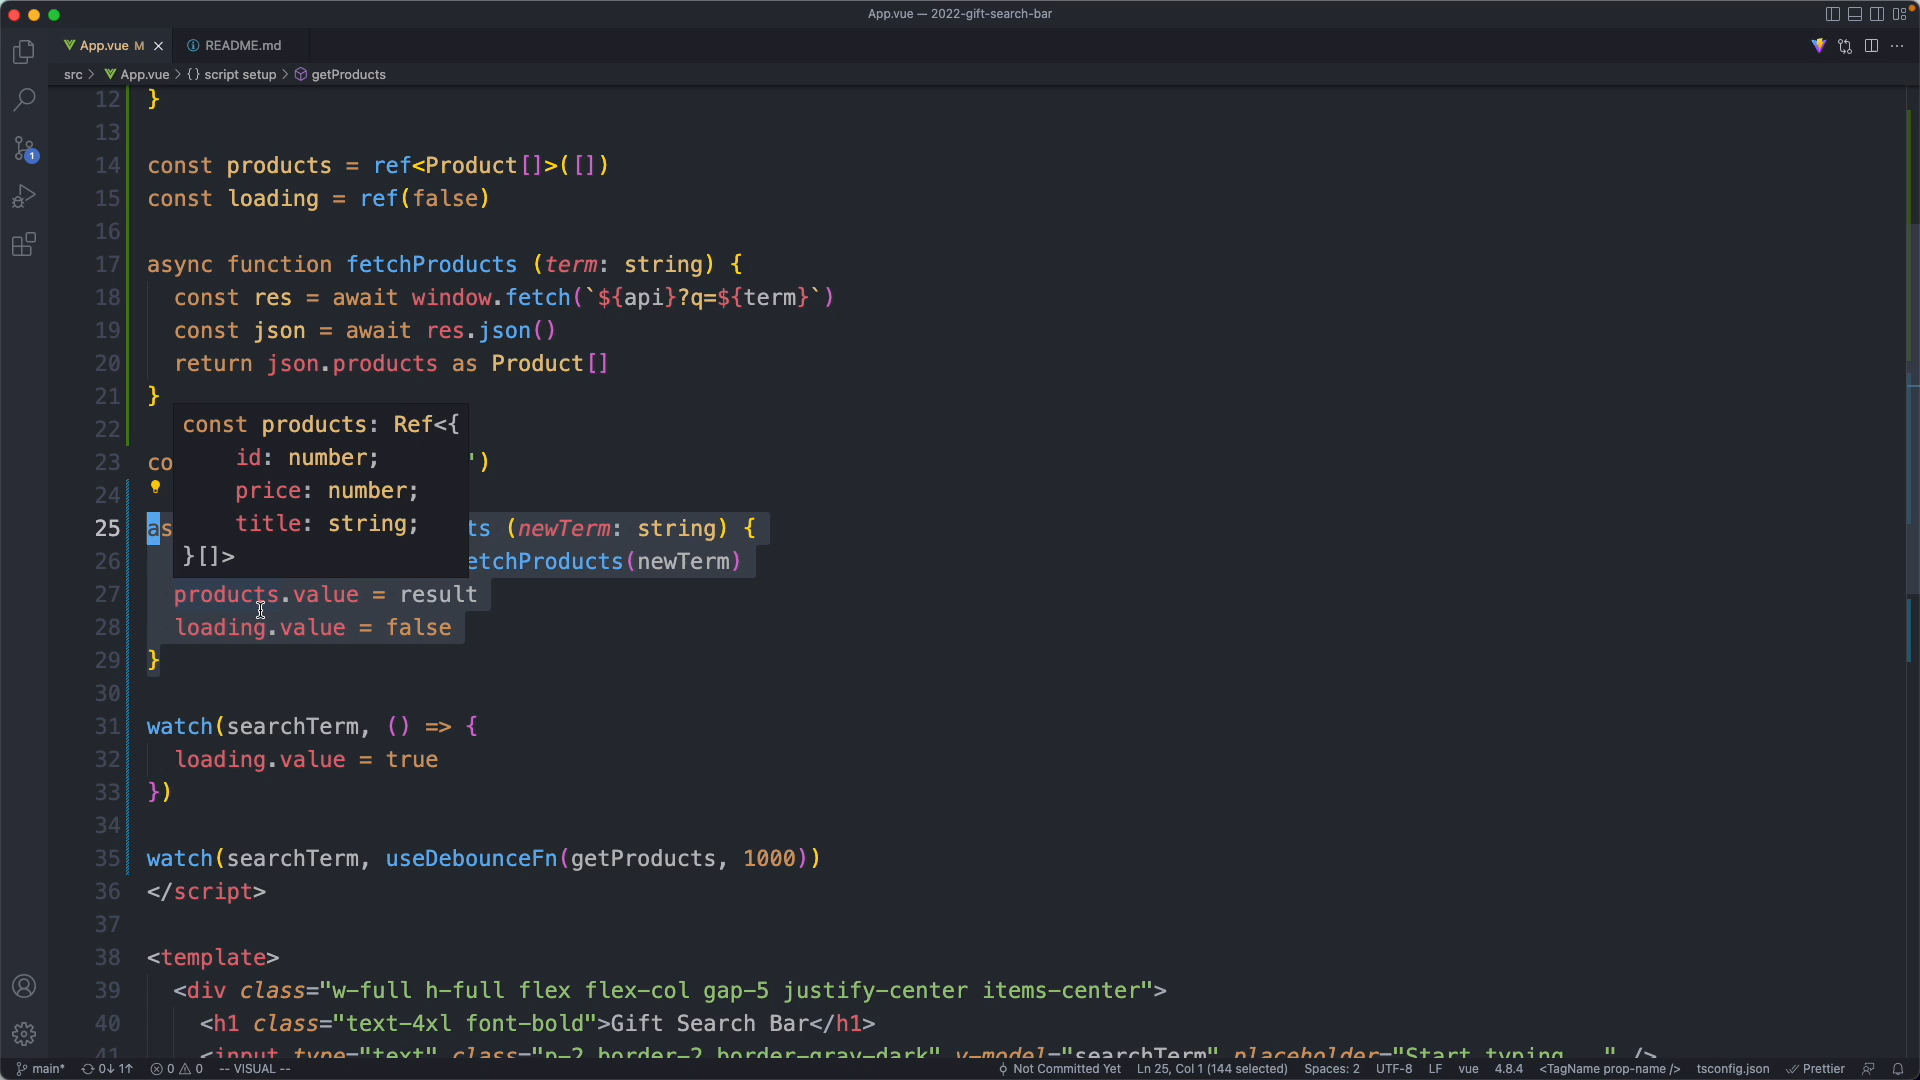 App.vue — 2022-gift-search-bar
App.vue M
README.md
src > App.vue > {} script setup > getProducts
12 }
13
14 const products = ref<Product[]>([])
15 const loading = ref(false)
16
17 async function fetchProducts (term: string) {
18 const res = await window.fetch(`${api}?q=${term}`)
19 const json = await res.json()
20 return json.products as Product[]
21 }
22
const products: Ref<{
id: number;
price: number;
title: string;
}[]>
23 co ')
24
25 as ts (newTerm: string) {
26 etchProducts(newTerm)
27 products.value = result
28 loading.value = false
29 }
30
31 watch(searchTerm, () => {
32 loading.value = true
33 })
34
35 watch(searchTerm, useDebounceFn(getProducts, 1000))
36 </script>
37
38 <template>
39 <div class="w-full h-full flex flex-col gap-5 justify-center items-center">
40 <h1 class="text-4xl font-bold">Gift Search Bar</h1>
41 <input type="text" class="p-2 border-2 border-gray-dark" v-model="searchTerm" placeholder="Start typing..." />
1
main* 0↓ 1↑ 0 0 -- VISUAL -- Not Committed Yet Ln 25, Col 1 (144 selected) Spaces: 2 UTF-8 LF vue 4.8.4 <TagName prop-name /> tsconfig.json Prettier